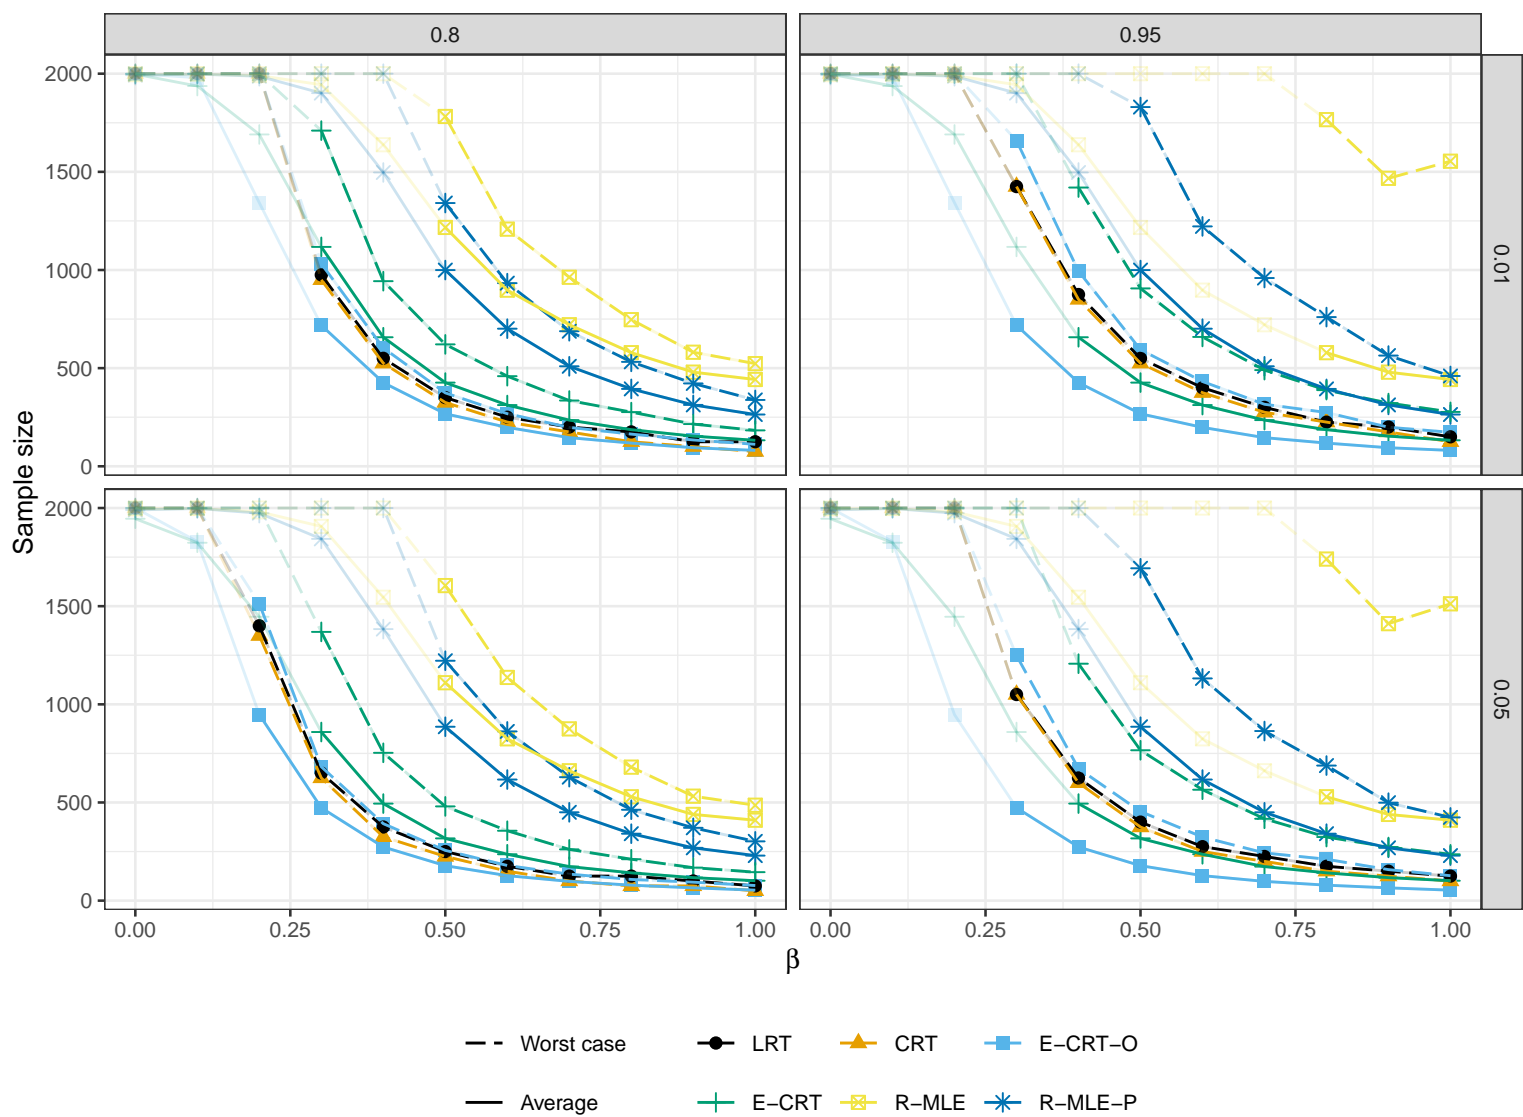 0.8 0.95
2000
1500
1000
500
0
0.01
Sample size
2000
1500
1000
500
0
0.05
0.00 0.25 0.50 0.75 1.00 0.00 0.25 0.50 0.75 1.00
β
Worst case LRT CRT E−CRT−O
Average E−CRT R−MLE R−MLE−P